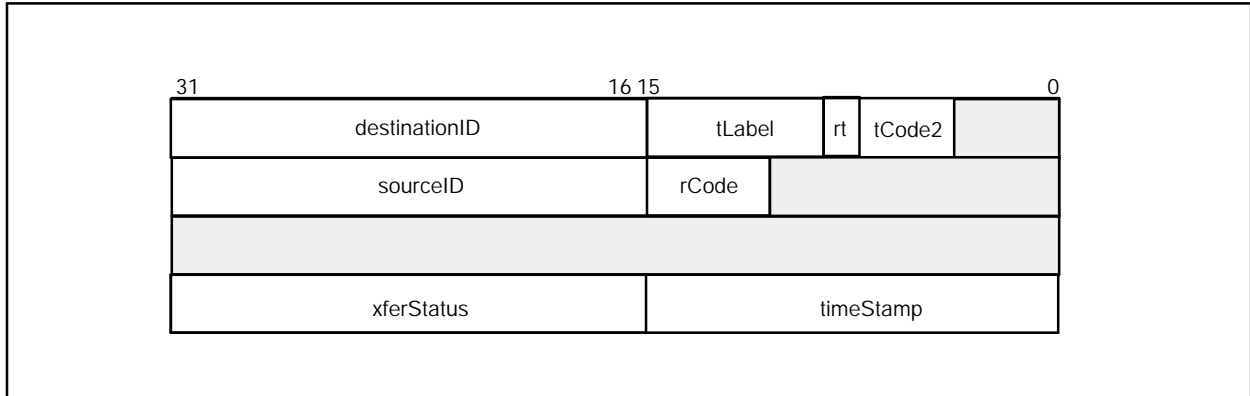 31 16 15 0
destinationID tLabel rt tCode2
sourceID rCode
xferStatus timeStamp